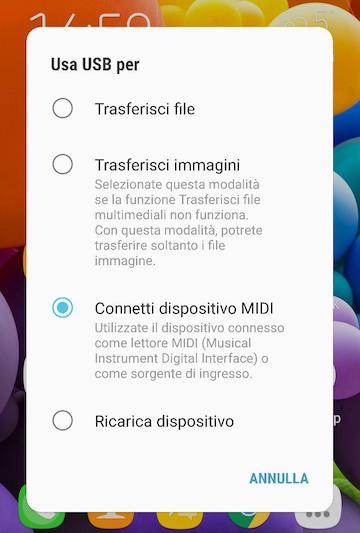 Usa USB per
Trasferisci file
Trasferisci immagini
Selezionate questa modalità
se la funzione Trasferisci file
multimediali non funziona.
Con questa modalità, potrete
trasferire soltanto i file
immagine.
Connetti dispositivo MIDI
Utilizzate il dispositivo connesso
come lettore MIDI (Musical
Instrument Digital Interface) o
come sorgente di ingresso.
Ricarica dispositivo
ANNULLA